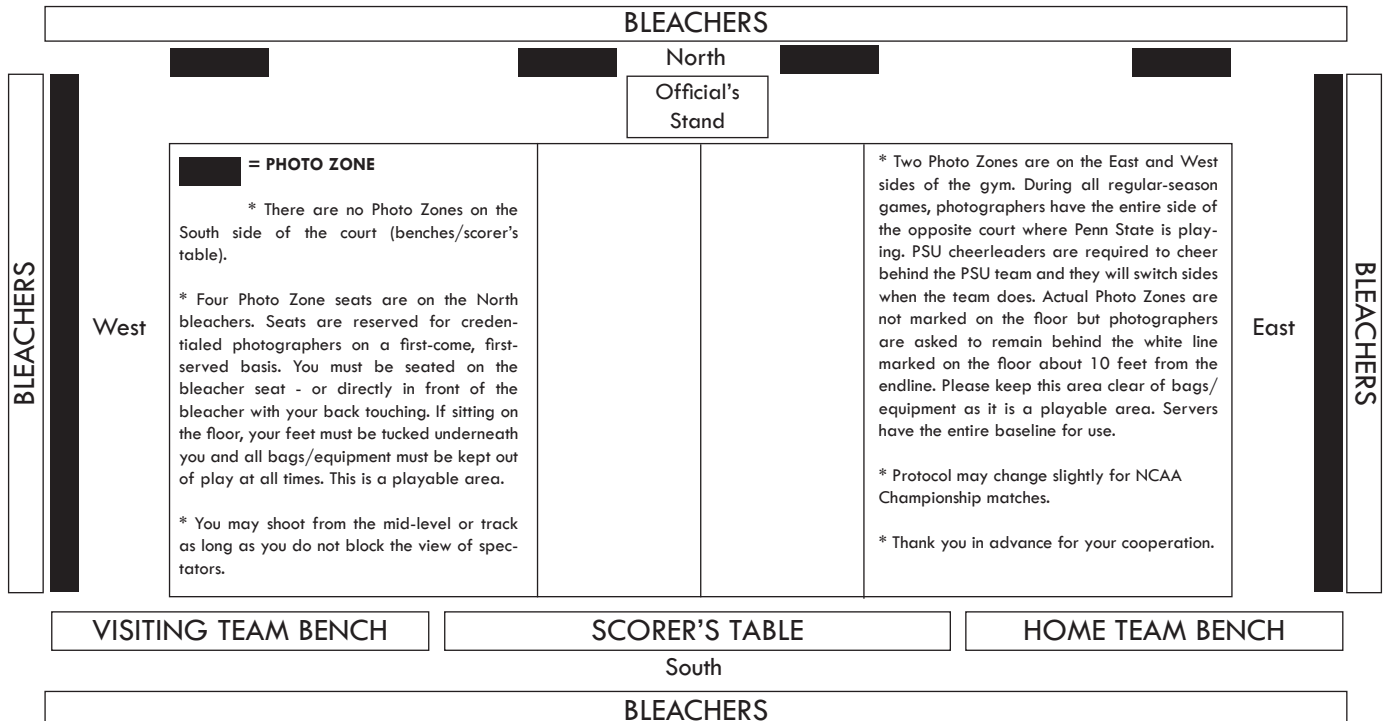 BLEACHERS
North
Official's
Stand
BLEACHERS
West
= PHOTO ZONE
* There are no Photo Zones on the
South side of the court (benches/scorer's
table).
* Four Photo Zone seats are on the North
bleachers. Seats are reserved for creden-
tialed photographers on a first-come, first-
served basis. You must be seated on the
bleacher seat - or directly in front of the
bleacher with your back touching. If sitting on
the floor, your feet must be tucked underneath
you and all bags/equipment must be kept out
of play at all times. This is a playable area.
* You may shoot from the mid-level or track
as long as you do not block the view of spec-
tators.
* Two Photo Zones are on the East and West
sides of the gym. During all regular-season
games, photographers have the entire side of
the opposite court where Penn State is play-
ing. PSU cheerleaders are required to cheer
behind the PSU team and they will switch sides
when the team does. Actual Photo Zones are
not marked on the floor but photographers
are asked to remain behind the white line
marked on the floor about 10 feet from the
endline. Please keep this area clear of bags/
equipment as it is a playable area. Servers
have the entire baseline for use.
* Protocol may change slightly for NCAA
Championship matches.
* Thank you in advance for your cooperation.
East
BLEACHERS
VISITING TEAM BENCH
SCORER'S TABLE
HOME TEAM BENCH
South
BLEACHERS